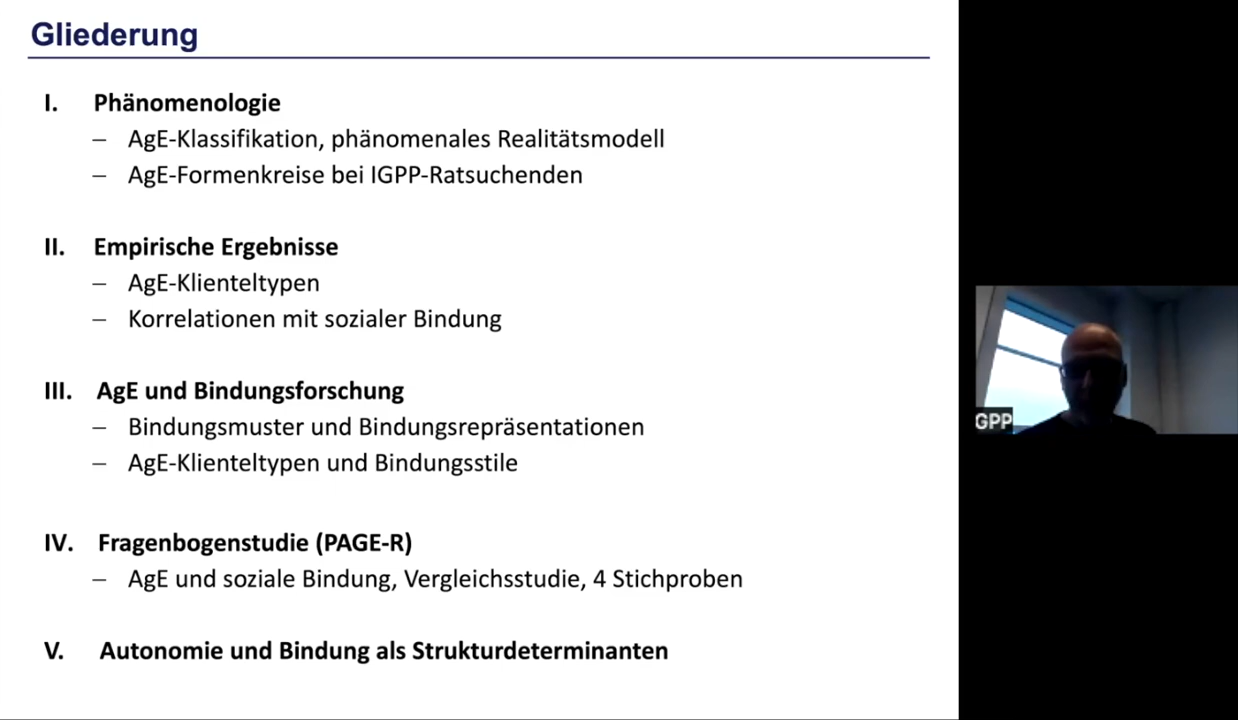 Gliederung
I. Phänomenologie
– AgE-Klassifikation, phänomenales Realitätsmodell
– AgE-Formenkreise bei IGPP-Ratsuchenden
II. Empirische Ergebnisse
– AgE-Klienteltypen
– Korrelationen mit sozialer Bindung
III. AgE und Bindungsforschung
– Bindungsmuster und Bindungsrepräsentationen
– AgE-Klienteltypen und Bindungsstile
IV. Fragenbogenstudie (PAGE-R)
– AgE und soziale Bindung, Vergleichsstudie, 4 Stichproben
V. Autonomie und Bindung als Strukturdeterminanten
GPP